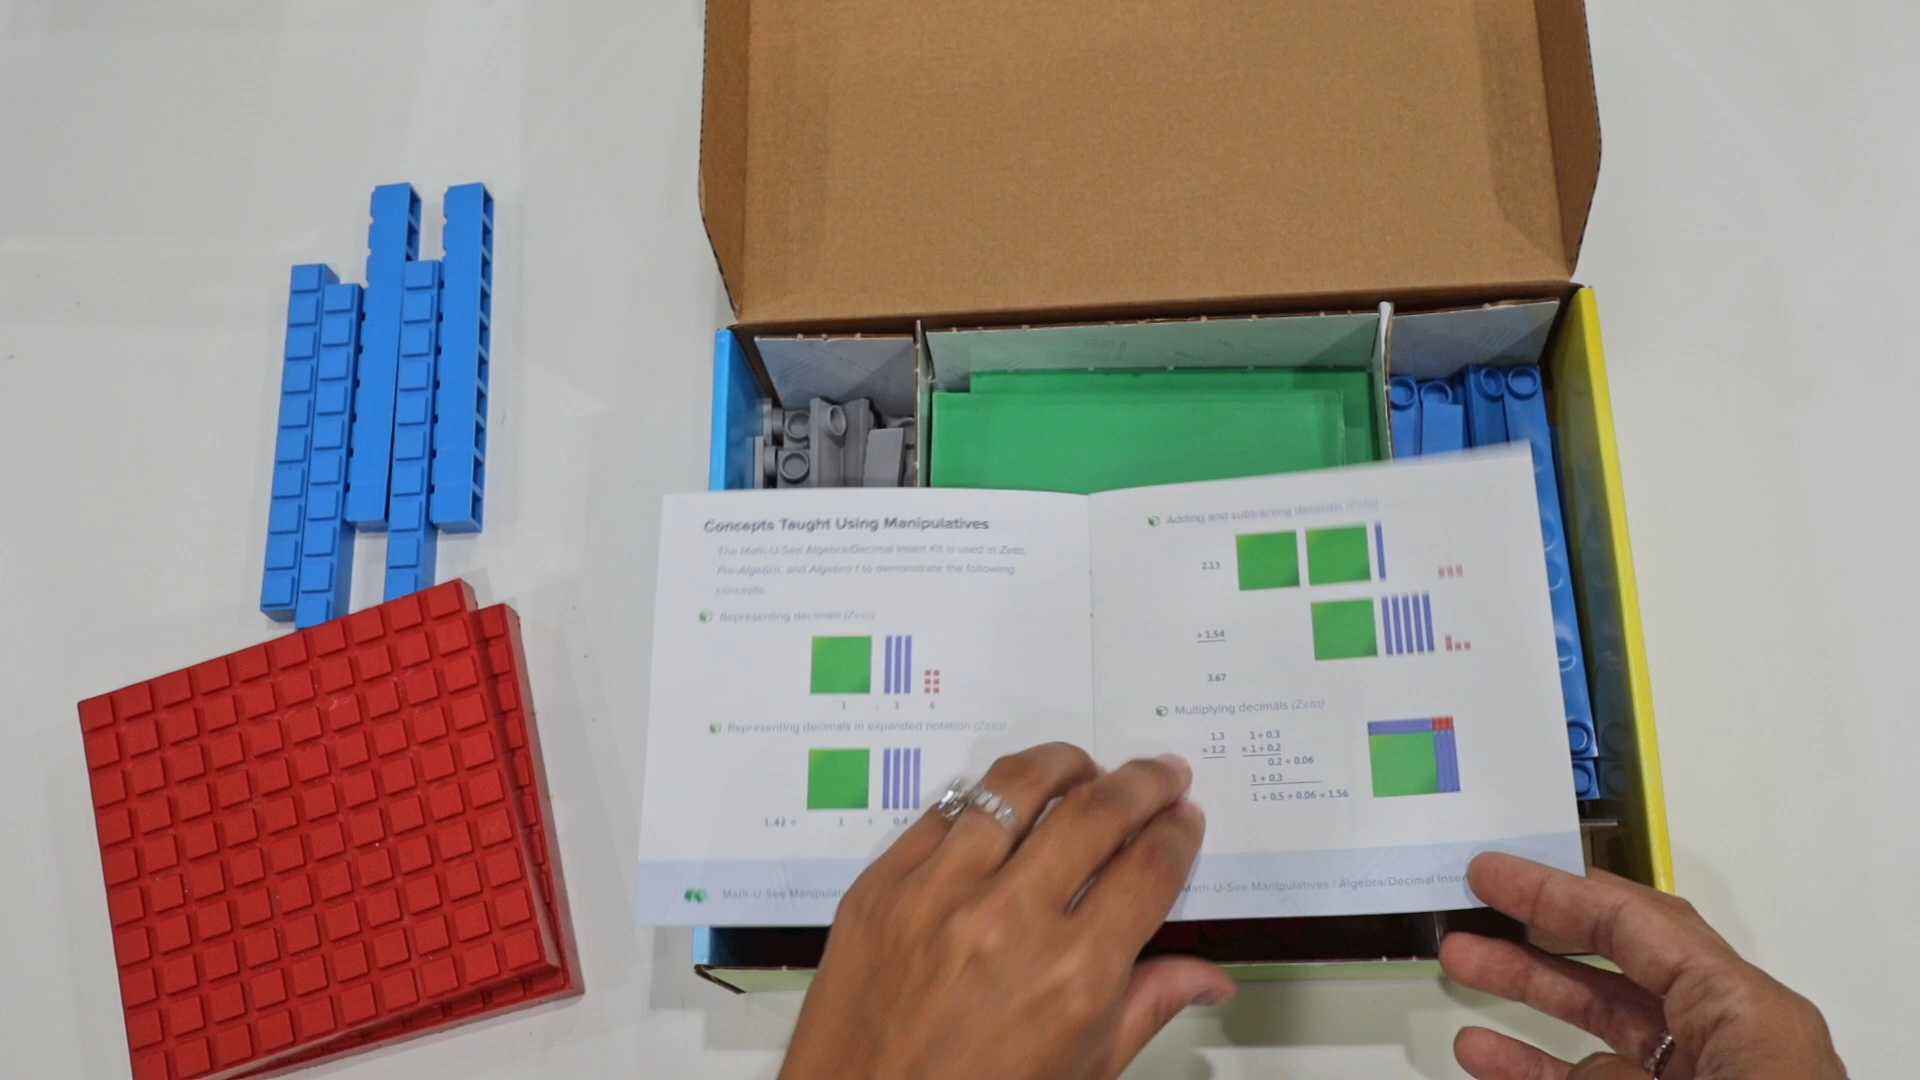 Concepts Taught Using Manipulatives
The Math-U-See Algebra/Decimal Insert Kit is used in Zeta,
Pre-Algebra, and Algebra 1 to demonstrate the following
concepts:
Representing decimals (Zeta)
1 . 3 6
Representing decimals in expanded notation (Zeta)
1.42 = 1 + 0.4
Math-U-See
Adding and subtracting decimals (Zeta)
2.13
+ 1.54
3.67
Multiplying decimals (Zeta)
1.3 1 + 0.3
× 1.2 × 1 + 0.2
0.2 + 0.06
1 + 0.3
1 + 0.5 + 0.06 = 1.56
Math-U-See Manipulatives : Algebra/Decimal